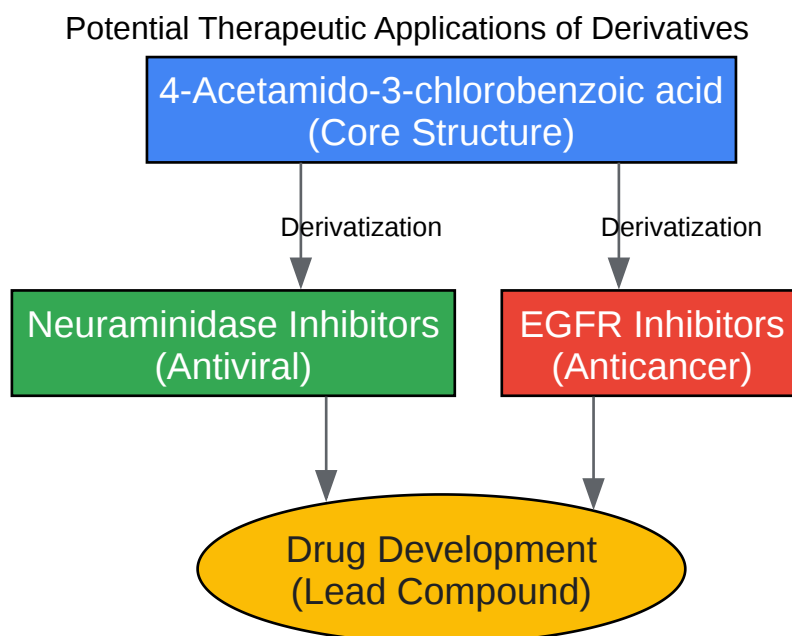 Potential Therapeutic Applications of Derivatives
4-Acetamido-3-chlorobenzoic acid
(Core Structure)
Derivatization
Derivatization
Neuraminidase Inhibitors
(Antiviral)
EGFR Inhibitors
(Anticancer)
Drug Development
(Lead Compound)